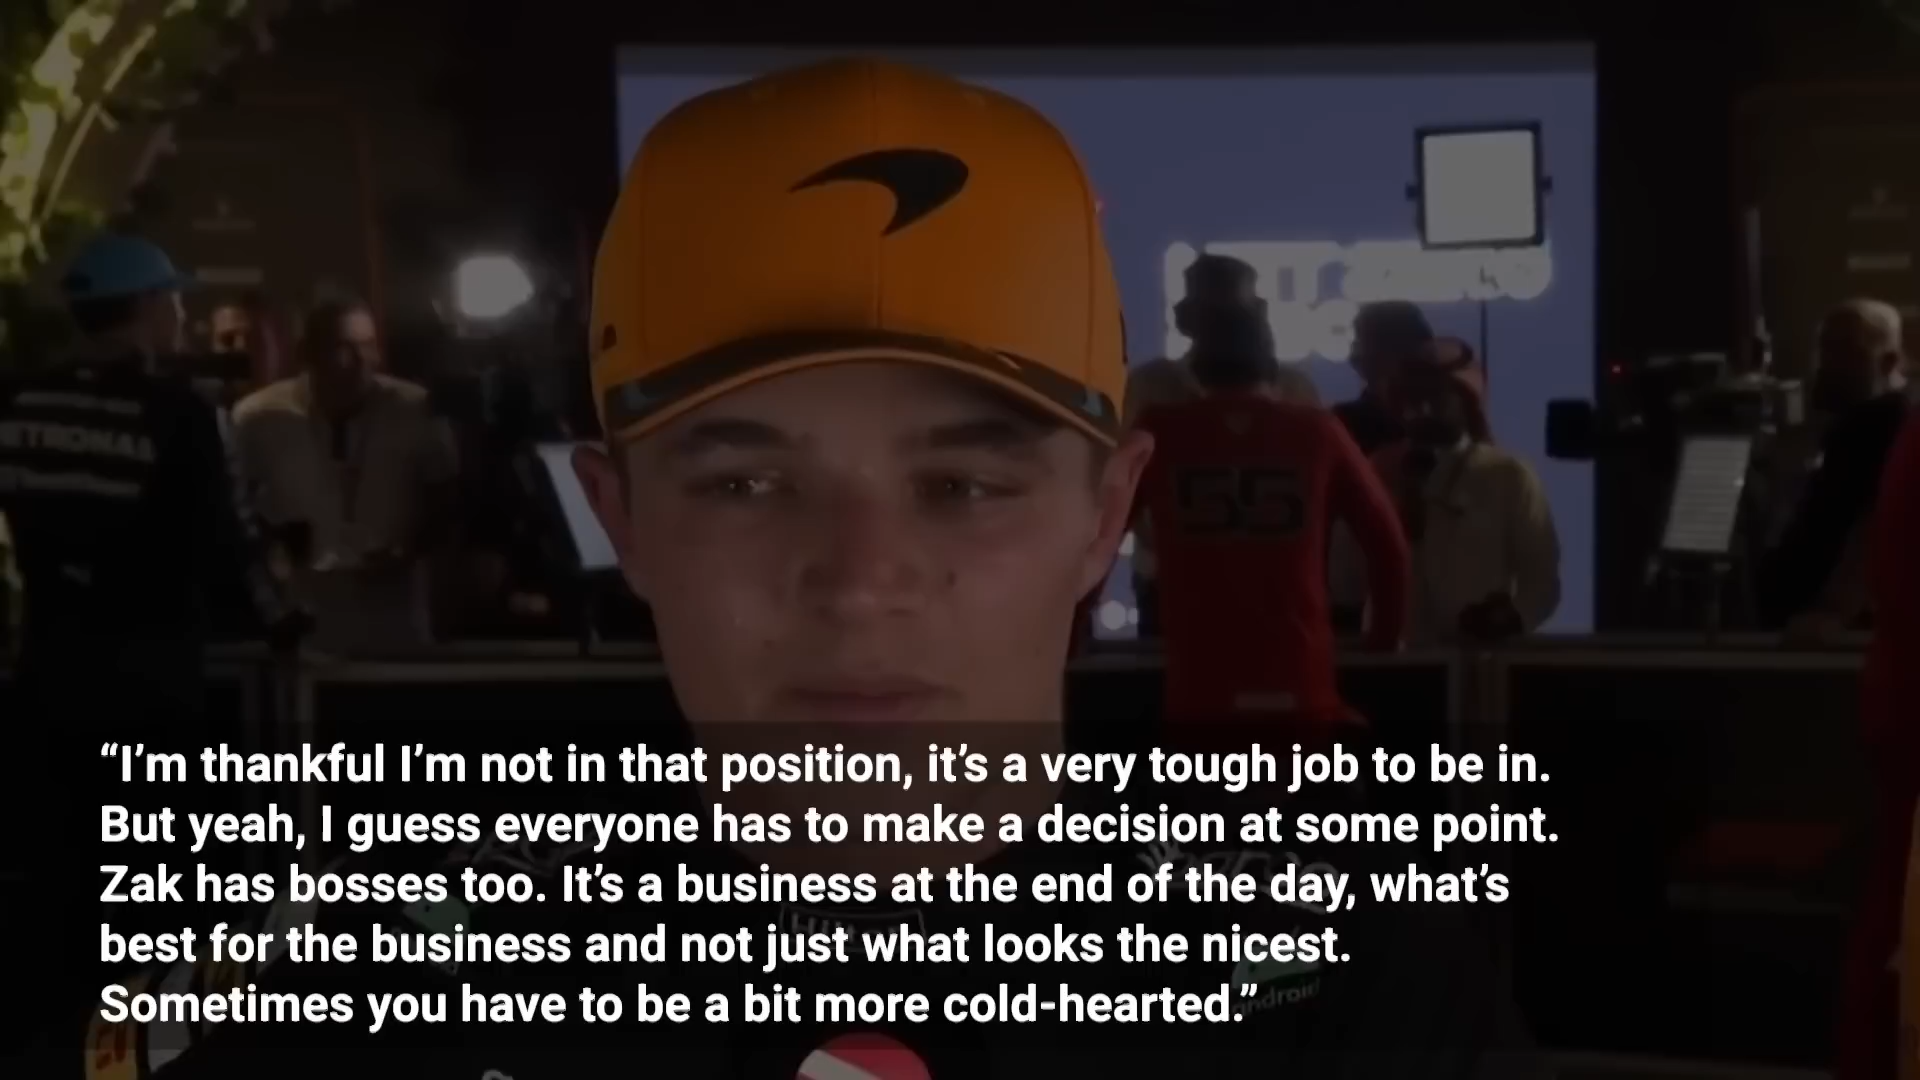 PETRONAS
55
“I’m thankful I’m not in that position, it’s a very tough job to be in.
But yeah, I guess everyone has to make a decision at some point.
Zak has bosses too. It’s a business at the end of the day, what’s
best for the business and not just what looks the nicest.
Sometimes you have to be a bit more cold-hearted.”
android